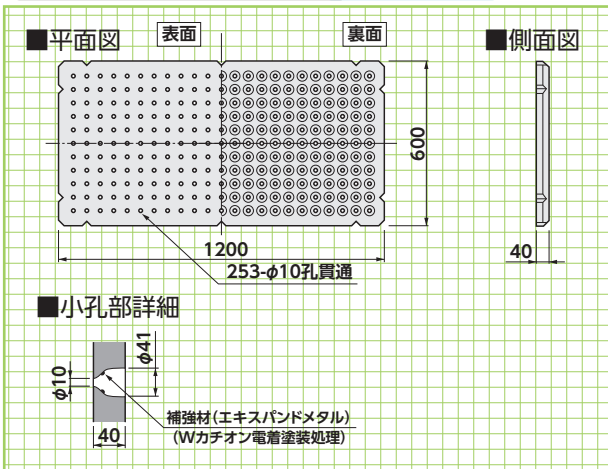 ■平面図
表面
裏面
■側面図
600
1200
40
253-φ10孔貫通
■小孔部詳細
φ10
φ41
40
補強材(エキスパンドメタル)
(Wカチオン電着塗装処理)